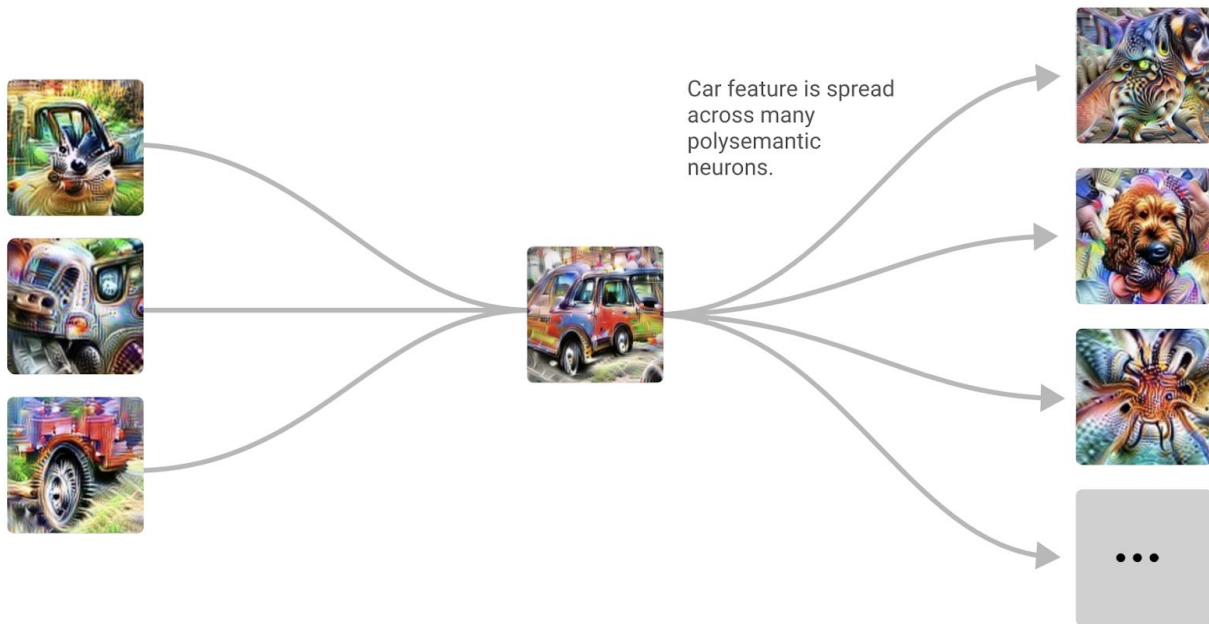 Car feature is spread
across many
polysemantic
neurons.